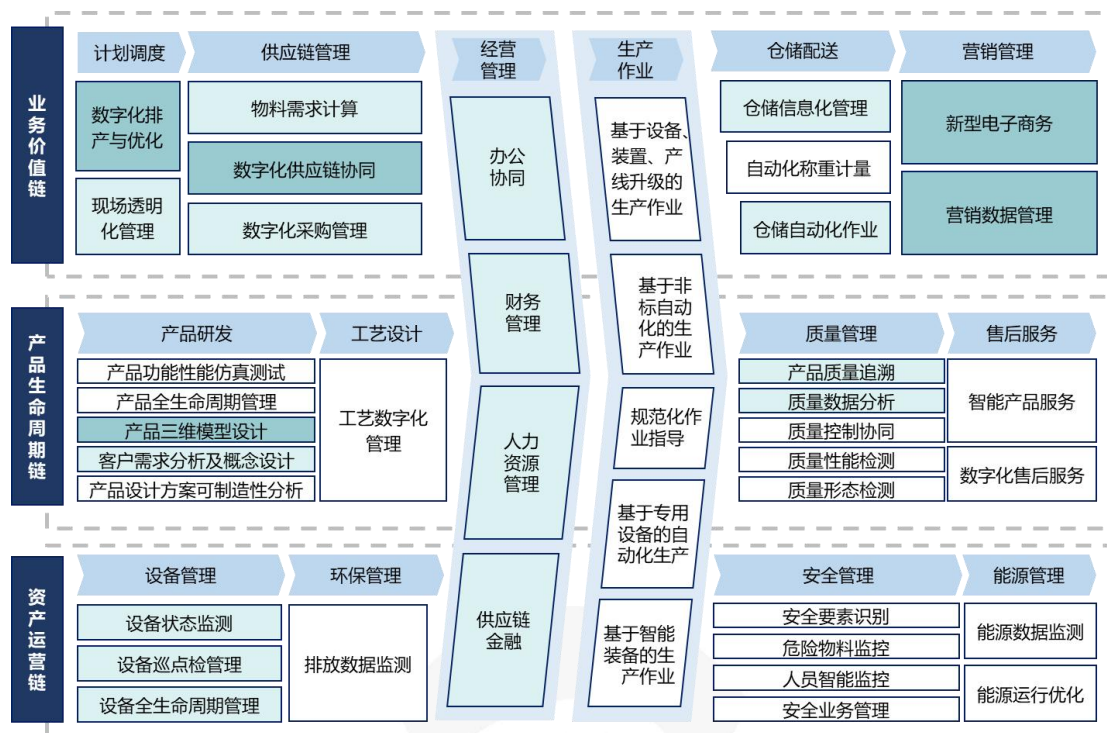 业务价值链
计划调度
供应链管理
经营
管理
生产
作业
仓储配送
营销管理
数字化排
产与优化
现场透明
化管理
物料需求计算
数字化供应链协同
数字化采购管理
办公
协同
基于设备、
装置、产
线升级的
生产作业
仓储信息化管理
自动化称重计量
仓储自动化作业
新型电子商务
营销数据管理
产品生命周期链
产品研发
工艺设计
产品功能性能仿真测试
产品全生命周期管理
产品三维模型设计
客户需求分析及概念设计
产品设计方案可制造性分析
工艺数字化
管理
财务
管理
人力
资源
管理
基于非
标自动
化的生
产作业
规范化作
业指导
质量管理
售后服务
产品质量追溯
质量数据分析
质量控制协同
质量性能检测
质量形态检测
智能产品服务
数字化售后服务
资产运营链
设备管理
环保管理
设备状态监测
设备巡点检管理
设备全生命周期管理
排放数据监测
供应链
金融
基于专用
设备的自
动化生产
基于智能
装备的生
产作业
安全管理
能源管理
安全要素识别
危险物料监控
人员智能监控
安全业务管理
能源数据监测
能源运行优化